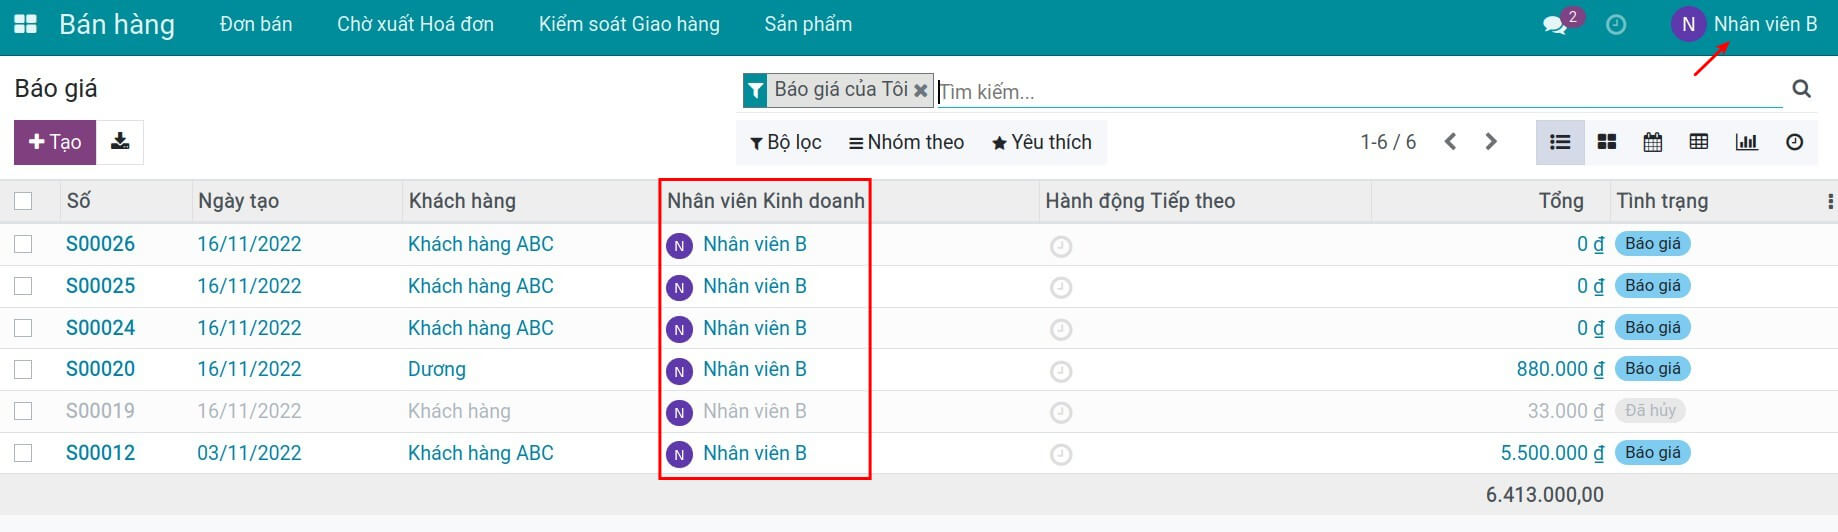 Bán hàng Đơn bán Chờ xuất Hoá đơn Kiểm soát Giao hàng Sản phẩm 2 N Nhân viên B
Báo giá Báo giá của Tôi Tìm kiếm...
Tạo Bộ lọc Nhóm theo Yêu thích 1-6 / 6
Số Ngày tạo Khách hàng Nhân viên Kinh doanh Hành động Tiếp theo Tổng Tình trạng
S00026 16/11/2022 Khách hàng ABC N Nhân viên B 0 ₫ Báo giá
S00025 16/11/2022 Khách hàng ABC N Nhân viên B 0 ₫ Báo giá
S00024 16/11/2022 Khách hàng ABC N Nhân viên B 0 ₫ Báo giá
S00020 16/11/2022 Dương N Nhân viên B 880.000 ₫ Báo giá
S00019 16/11/2022 Khách hàng N Nhân viên B 33.000 ₫ Đã hủy
S00012 03/11/2022 Khách hàng ABC N Nhân viên B 5.500.000 ₫ Báo giá
6.413.000,00